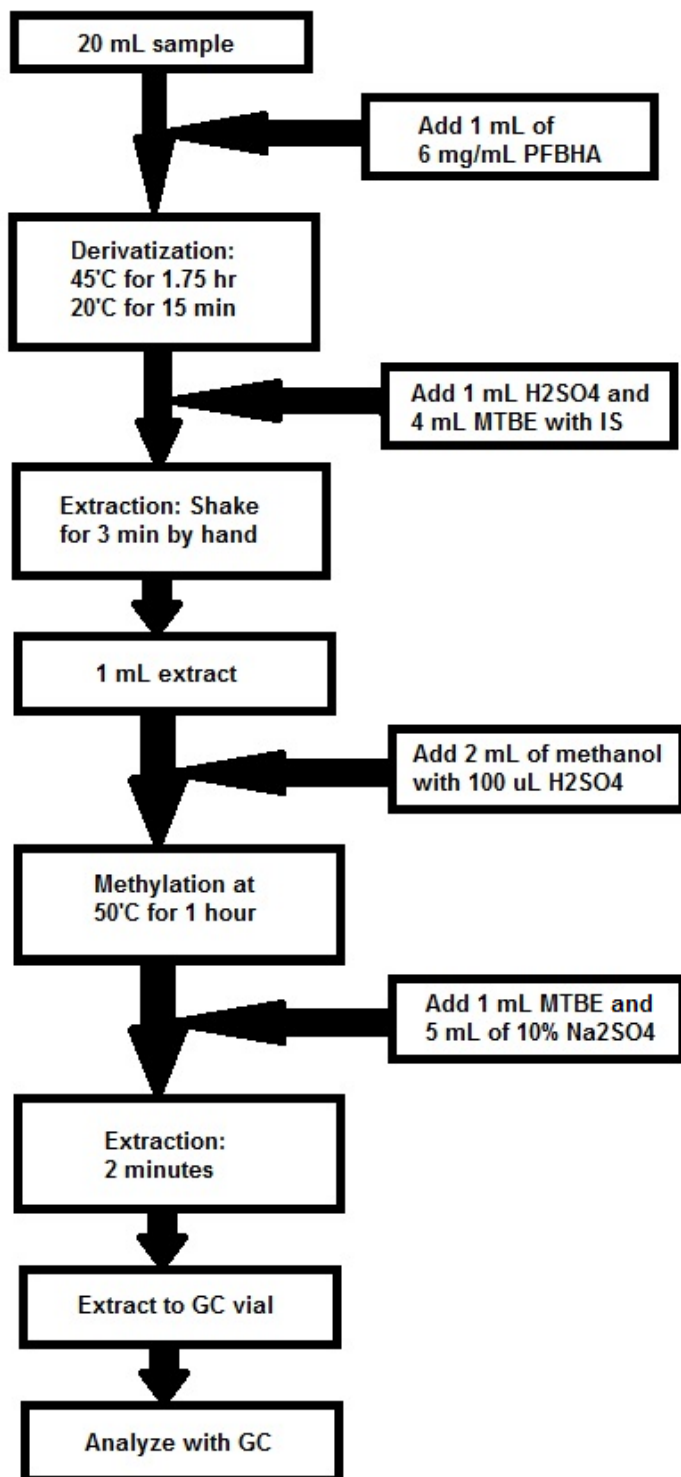 20 mL sample
Add 1 mL of
6 mg/mL PFBHA
Derivatization:
45'C for 1.75 hr
20'C for 15 min
Add 1 mL H2SO4 and
4 mL MTBE with IS
Extraction: Shake
for 3 min by hand
1 mL extract
Add 2 mL of methanol
with 100 uL H2SO4
Methylation at
50'C for 1 hour
Add 1 mL MTBE and
5 mL of 10% Na2SO4
Extraction:
2 minutes
Extract to GC vial
Analyze with GC